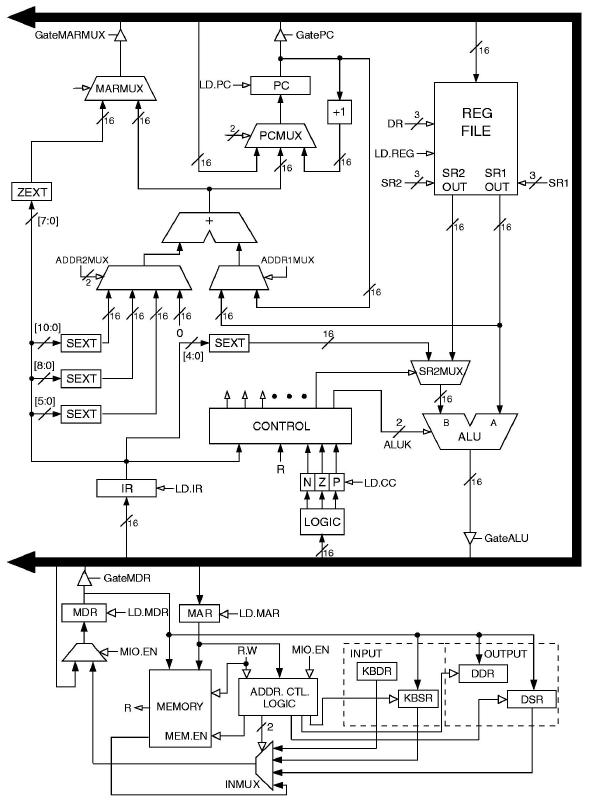 GateMARMUX
GatePC
16
MARMUX
LD.PC
PC
+1
REG
FILE
DR
3
LD.REG
SR2
3
SR2
OUT
SR1
OUT
3
SR1
16
16
2
PCMUX
16
16
16
ZEXT
[7:0]
+
16
16
ADDR2MUX
2
ADDR1MUX
16
[10:0]
SEXT
16
16
16
16
0
[4:0]
SEXT
16
[8:0]
SEXT
SR2MUX
16
[5:0]
SEXT
CONTROL
2
ALUK
B
A
ALU
R
IR
LD.IR
N
Z
P
LD.CC
16
LOGIC
16
16
GateALU
GateMDR
MDR
LD.MDR
MAR
LD.MAR
MIO.EN
R.W
MIO.EN
INPUT
KBDR
OUTPUT
DDR
R
MEMORY
ADDR. CTL.
LOGIC
KBSR
DSR
MEM.EN
2
INMUX